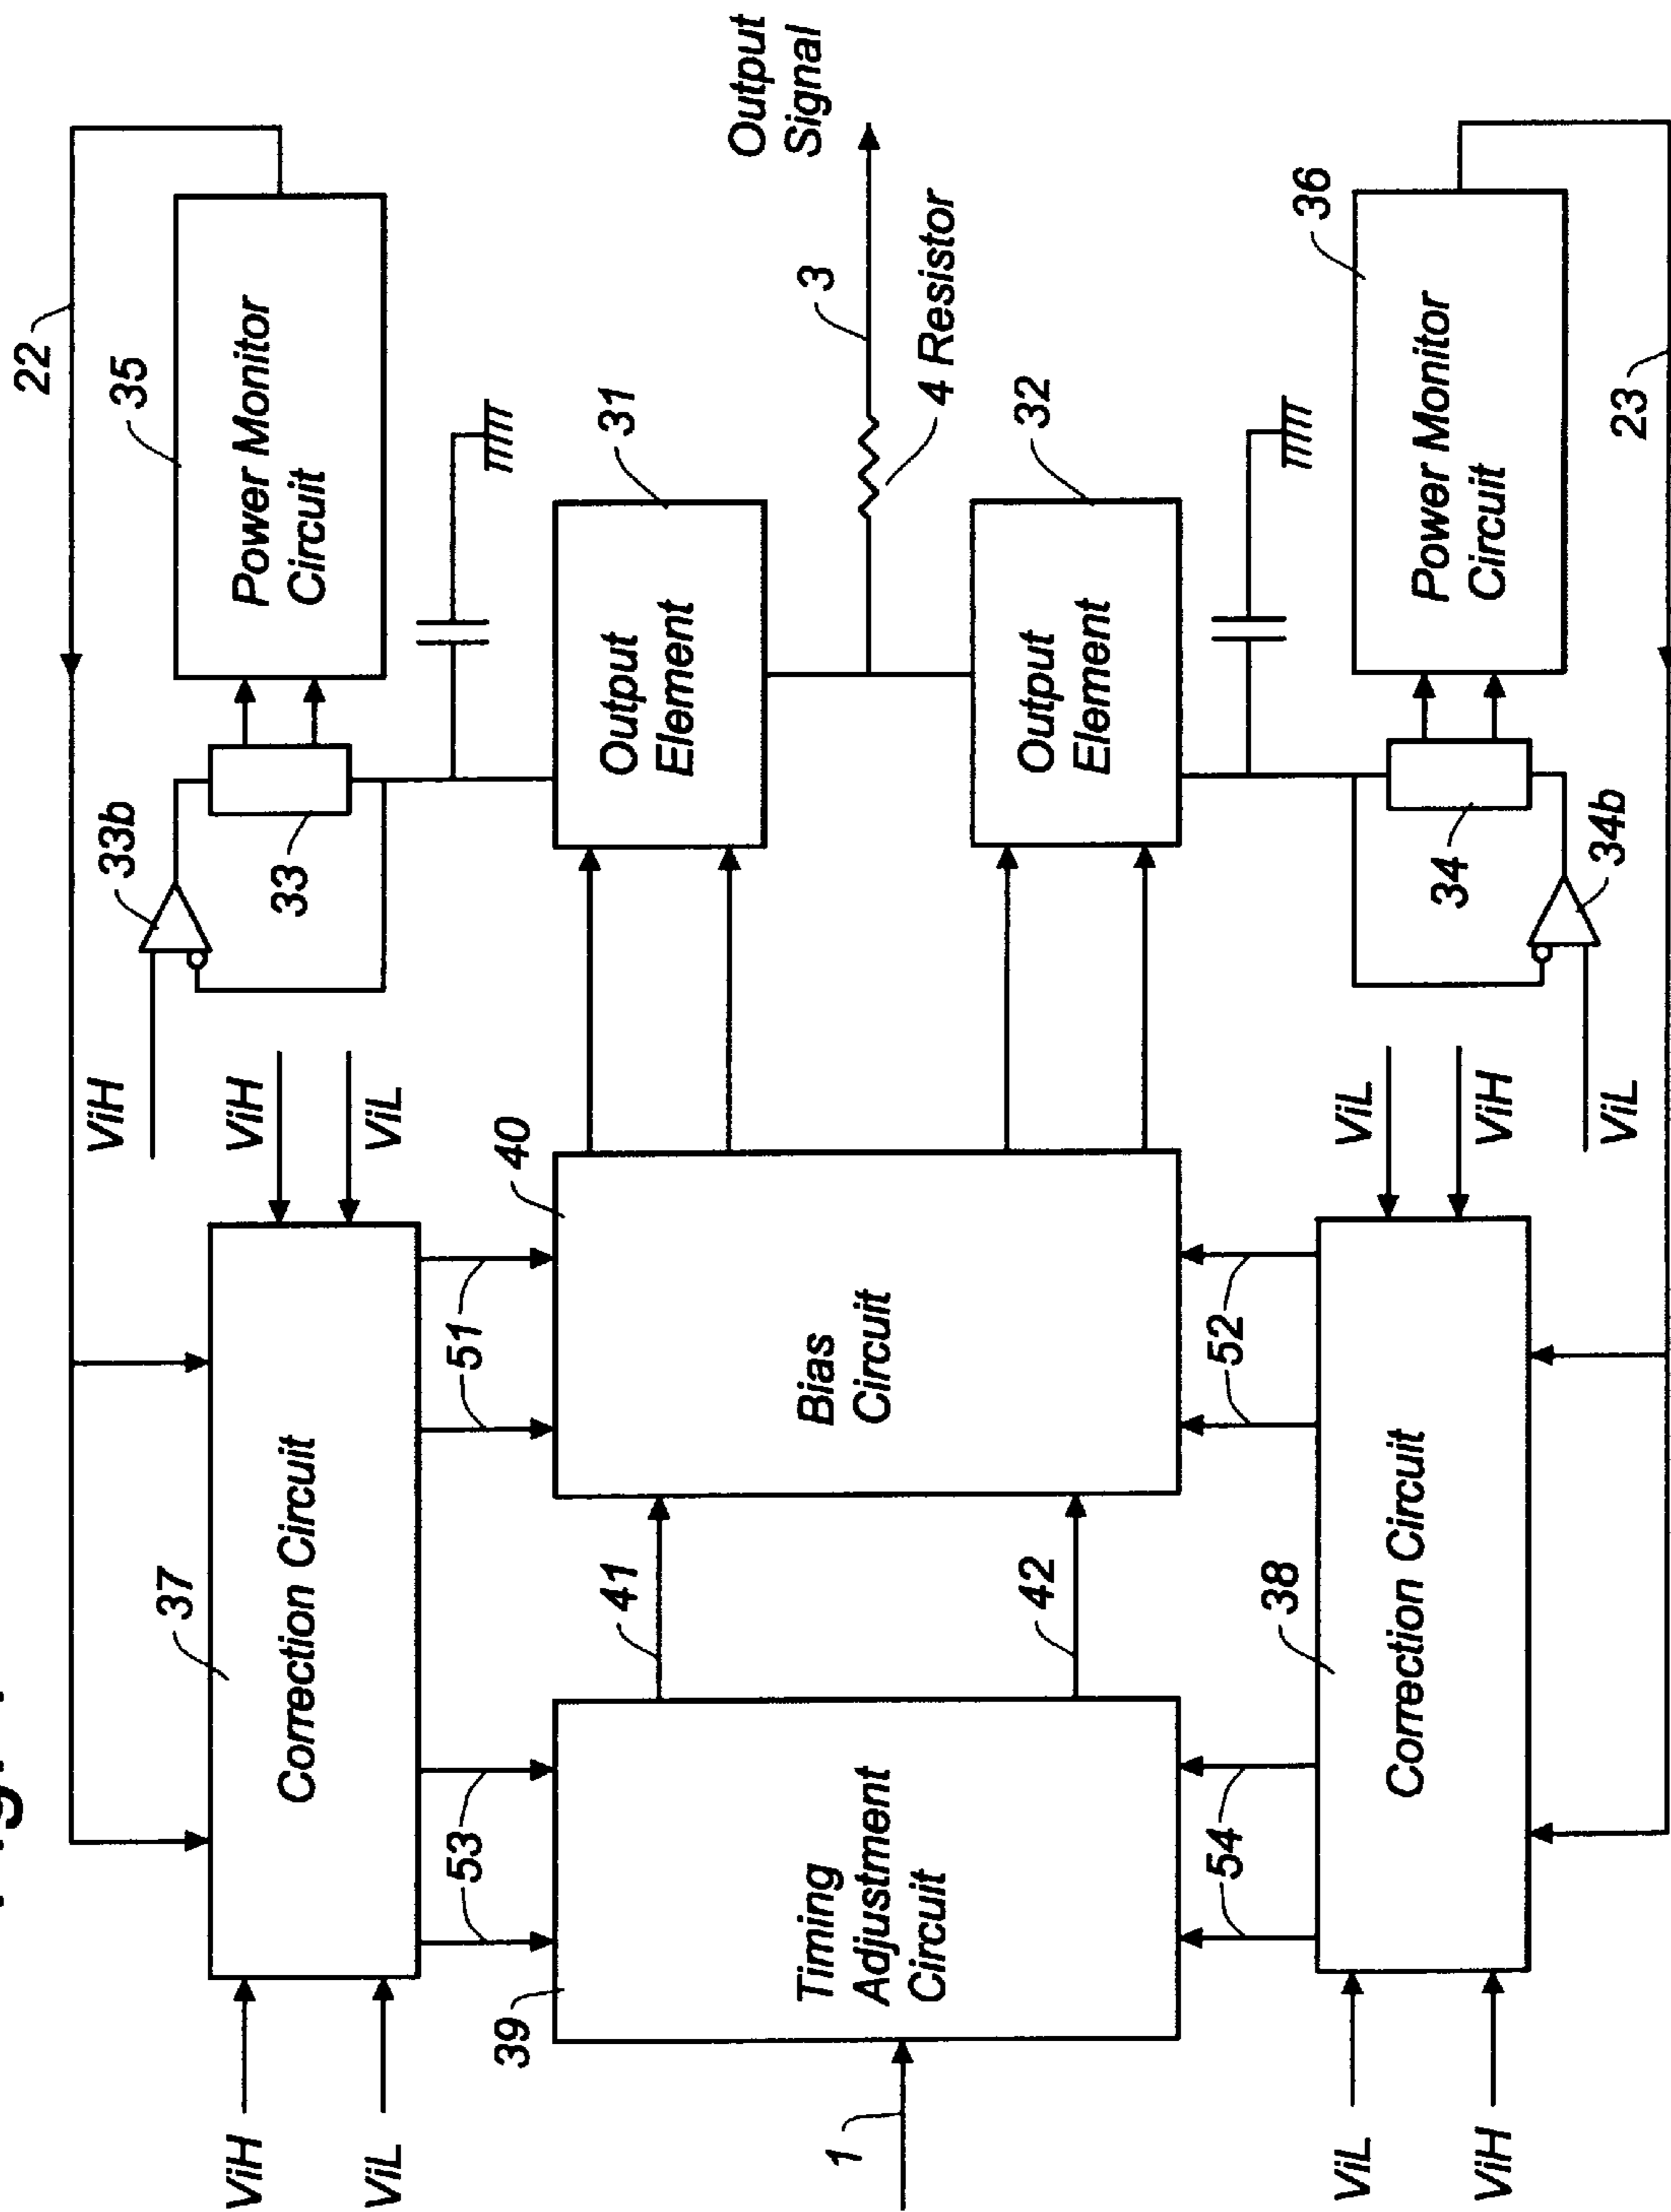 22
35
Power Monitor
Circuit
33b
33
ViH
ViH
ViL
37
Correction Circuit
ViH
ViL
51
53
31
Output
Element
40
Bias
Circuit
41
42
39
Timing
Adjustment
Circuit
1
Output
Signal
3
4 Resistor
32
Output
Element
52
54
38
Correction Circuit
ViL
ViH
ViL
ViH
ViL
34
34b
36
Power Monitor
Circuit
23